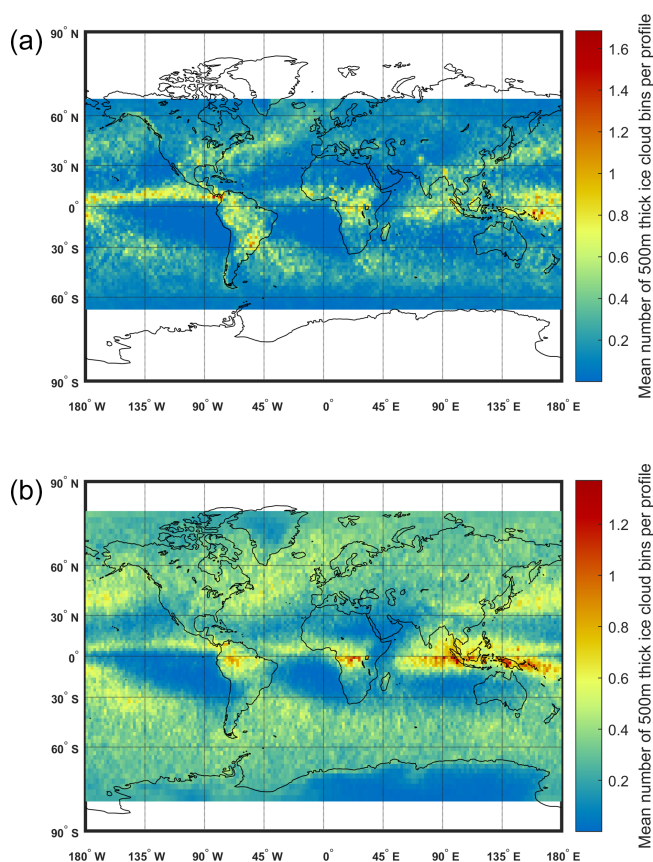 (a)
90° N
60° N
30° N
0°
30° S
60° S
90° S
180° W 135° W 90° W 45° W 0° 45° E 90° E 135° E 180° E
1.6
1.4
1.2
1
0.8
0.6
0.4
0.2
Mean number of 500m thick ice cloud bins per profile
(b)
90° N
60° N
30° N
0°
30° S
60° S
90° S
180° W 135° W 90° W 45° W 0° 45° E 90° E 135° E 180° E
1.2
1
0.8
0.6
0.4
0.2
Mean number of 500m thick ice cloud bins per profile